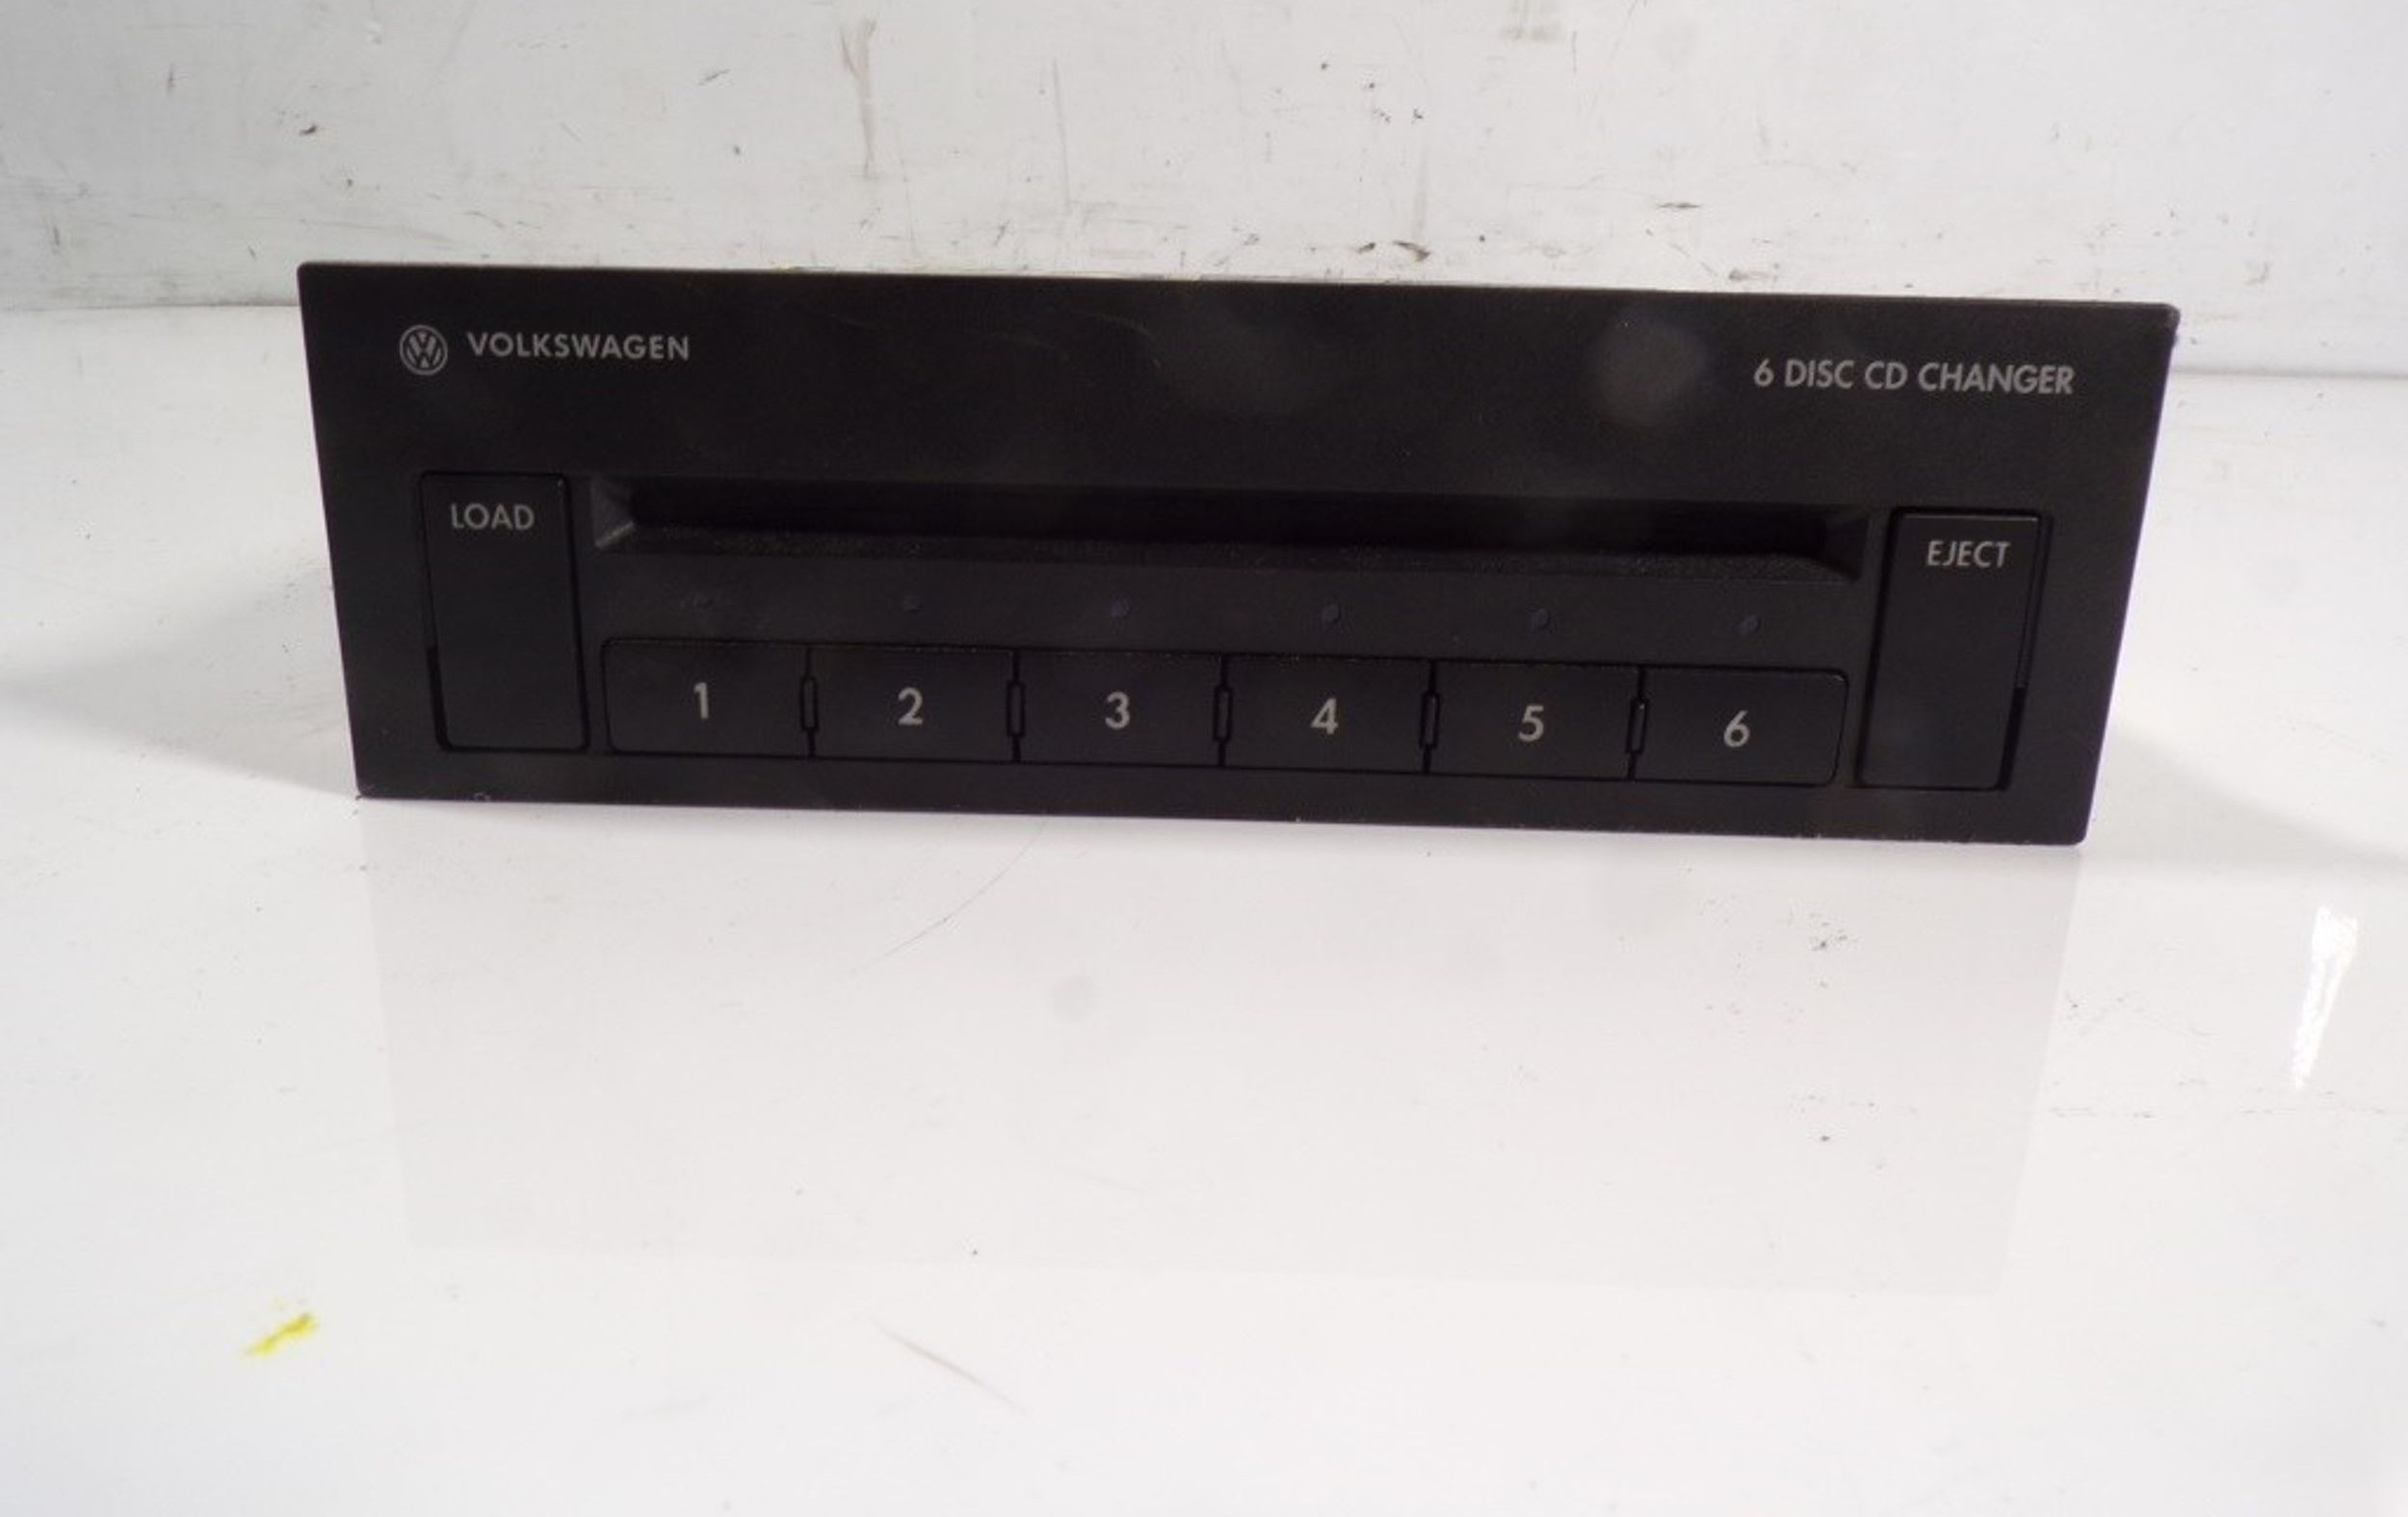 VOLKSWAGEN
6 DISC CD CHANGER
LOAD
EJECT
1 2 3 4 5 6